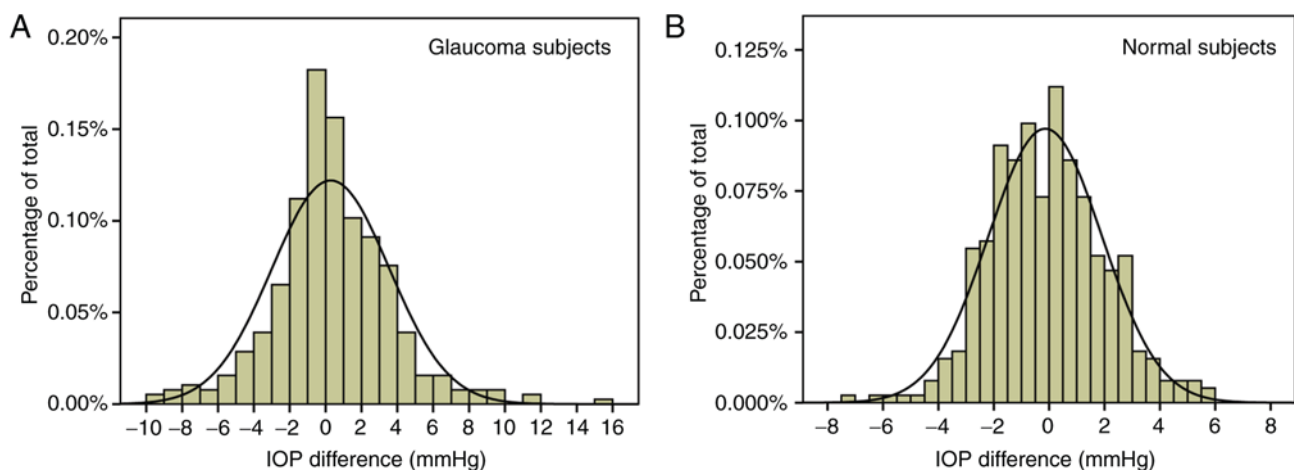 A
Glaucoma subjects
Percentage of total
0.20%
0.15%
0.10%
0.05%
0.00%
−10 −8 −6 −4 −2 0 2 4 6 8 10 12 14 16
IOP difference (mmHg)
B
Normal subjects
Percentage of total
0.125%
0.100%
0.075%
0.050%
0.025%
0.000%
−8 −6 −4 −2 0 2 4 6 8
IOP difference (mmHg)